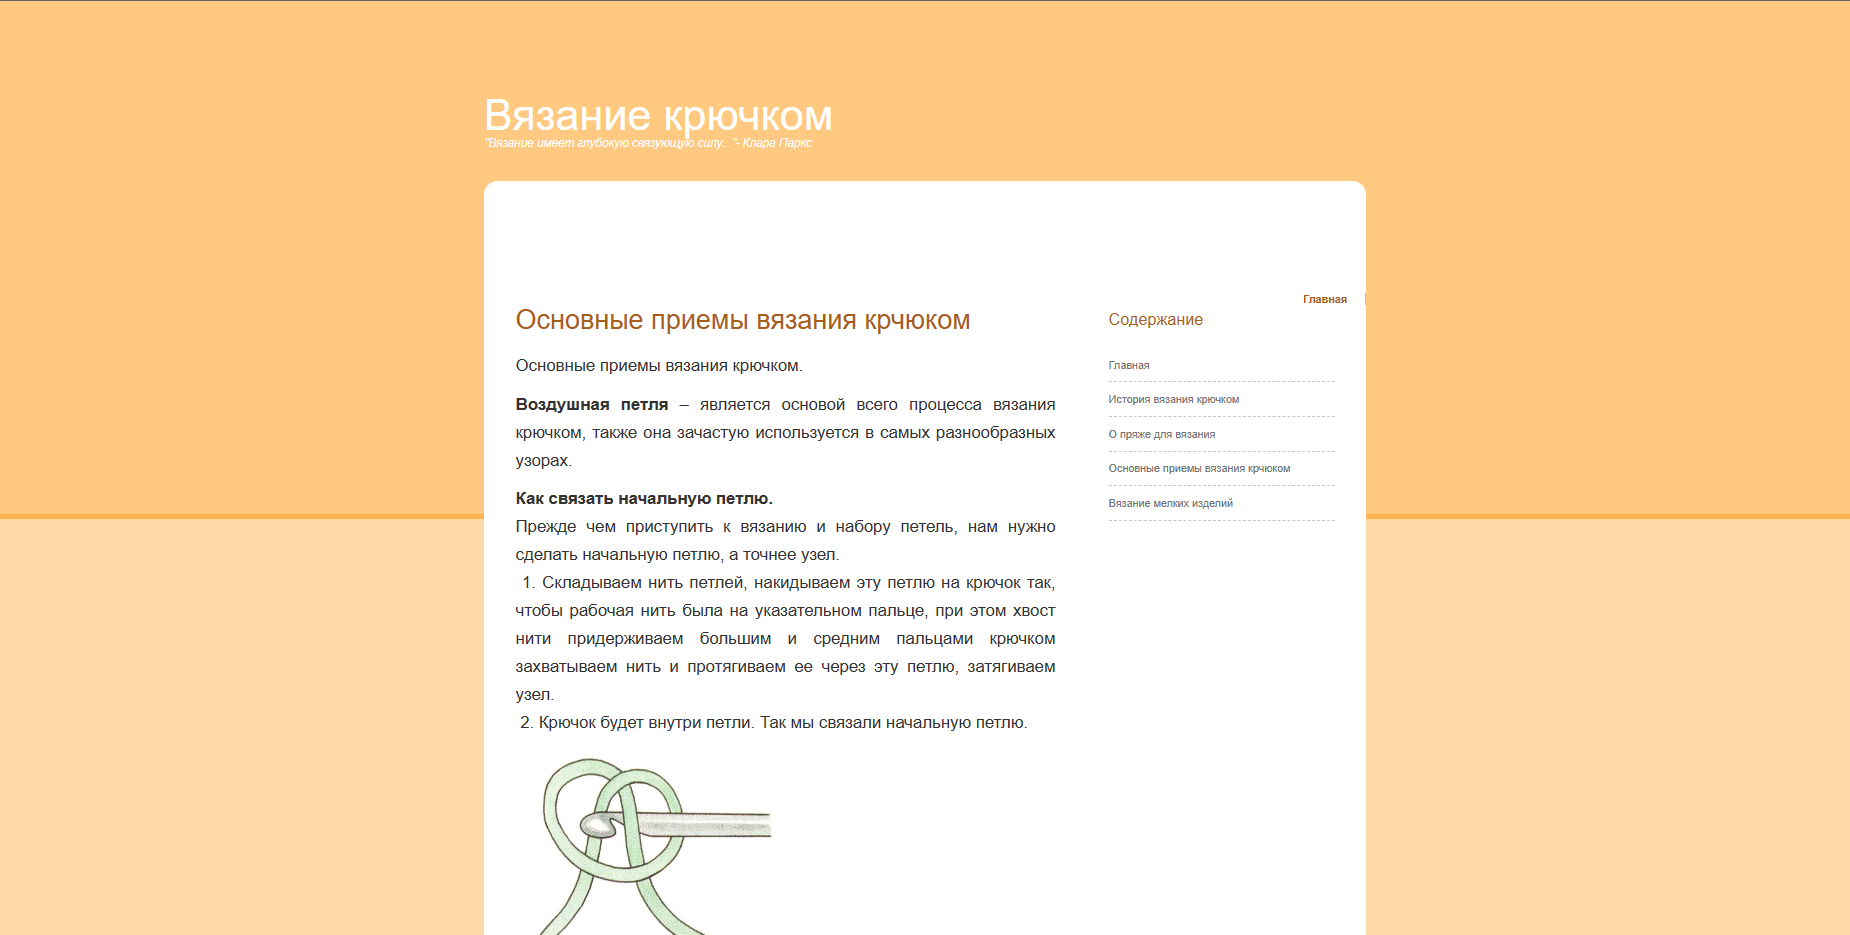 Вязание крючком
"Вязание имеет глубокую связующую силу..."- Клара Паркс
Главная
Основные приемы вязания крчюком
Основные приемы вязания крючком.
Воздушная петля – является основой всего процесса вязания
крючком, также она зачастую используется в самых разнообразных
узорах.
Как связать начальную петлю.
Прежде чем приступить к вязанию и набору петель, нам нужно
сделать начальную петлю, а точнее узел.
1. Складываем нить петлей, накидываем эту петлю на крючок так,
чтобы рабочая нить была на указательном пальце, при этом хвост
нити придерживаем большим и средним пальцами крючком
захватываем нить и протягиваем ее через эту петлю, затягиваем
узел.
2. Крючок будет внутри петли. Так мы связали начальную петлю.
Содержание
Главная
История вязания крючком
О пряже для вязания
Основные приемы вязания крчюком
Вязание мелких изделий